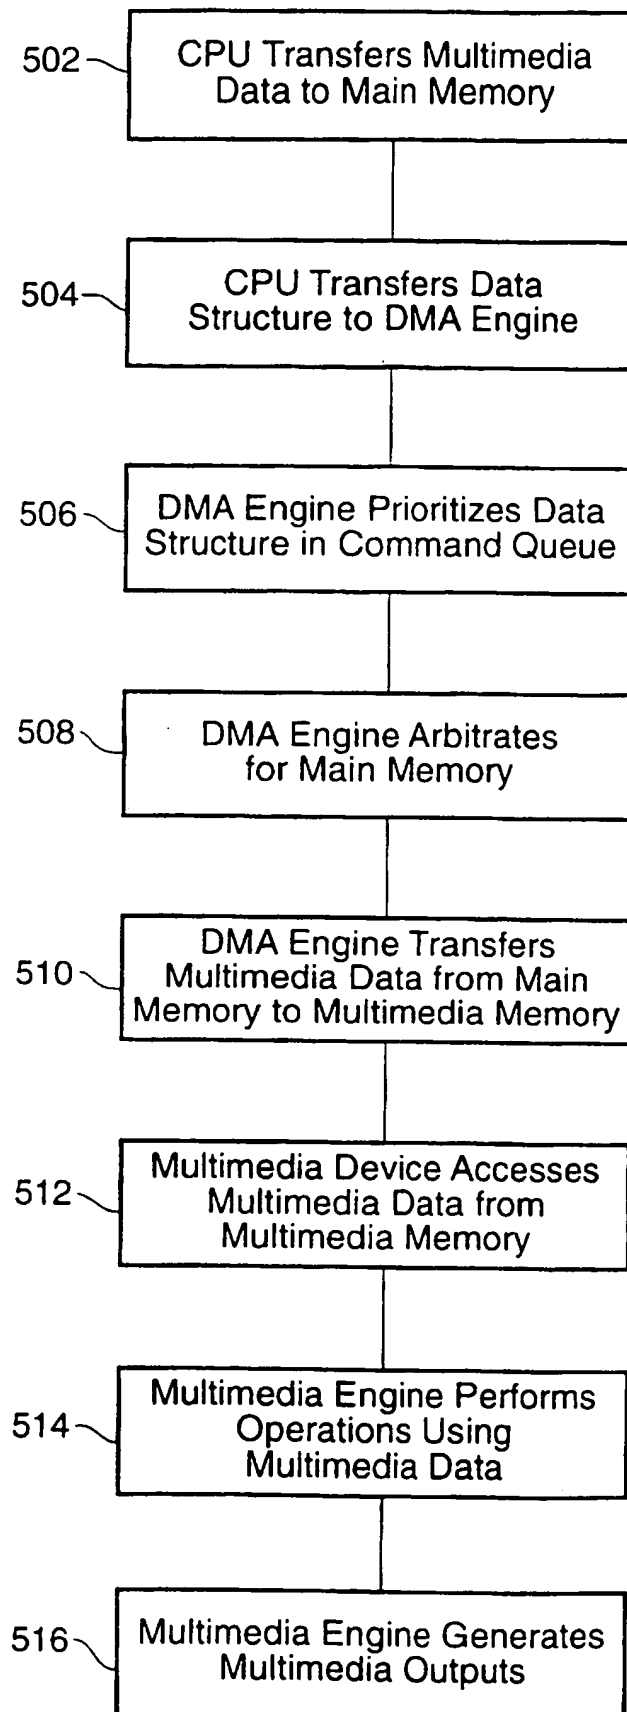 502
CPU Transfers Multimedia
Data to Main Memory
504
CPU Transfers Data
Structure to DMA Engine
506
DMA Engine Prioritizes Data
Structure in Command Queue
508
DMA Engine Arbitrates
for Main Memory
510
DMA Engine Transfers
Multimedia Data from Main
Memory to Multimedia Memory
512
Multimedia Device Accesses
Multimedia Data from
Multimedia Memory
514
Multimedia Engine Performs
Operations Using
Multimedia Data
516
Multimedia Engine Generates
Multimedia Outputs